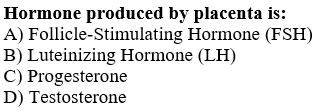 Hormone produced by placenta is:
A) Follicle-Stimulating Hormone (FSH)
B) Luteinizing Hormone (LH)
C) Progesterone
D) Testosterone